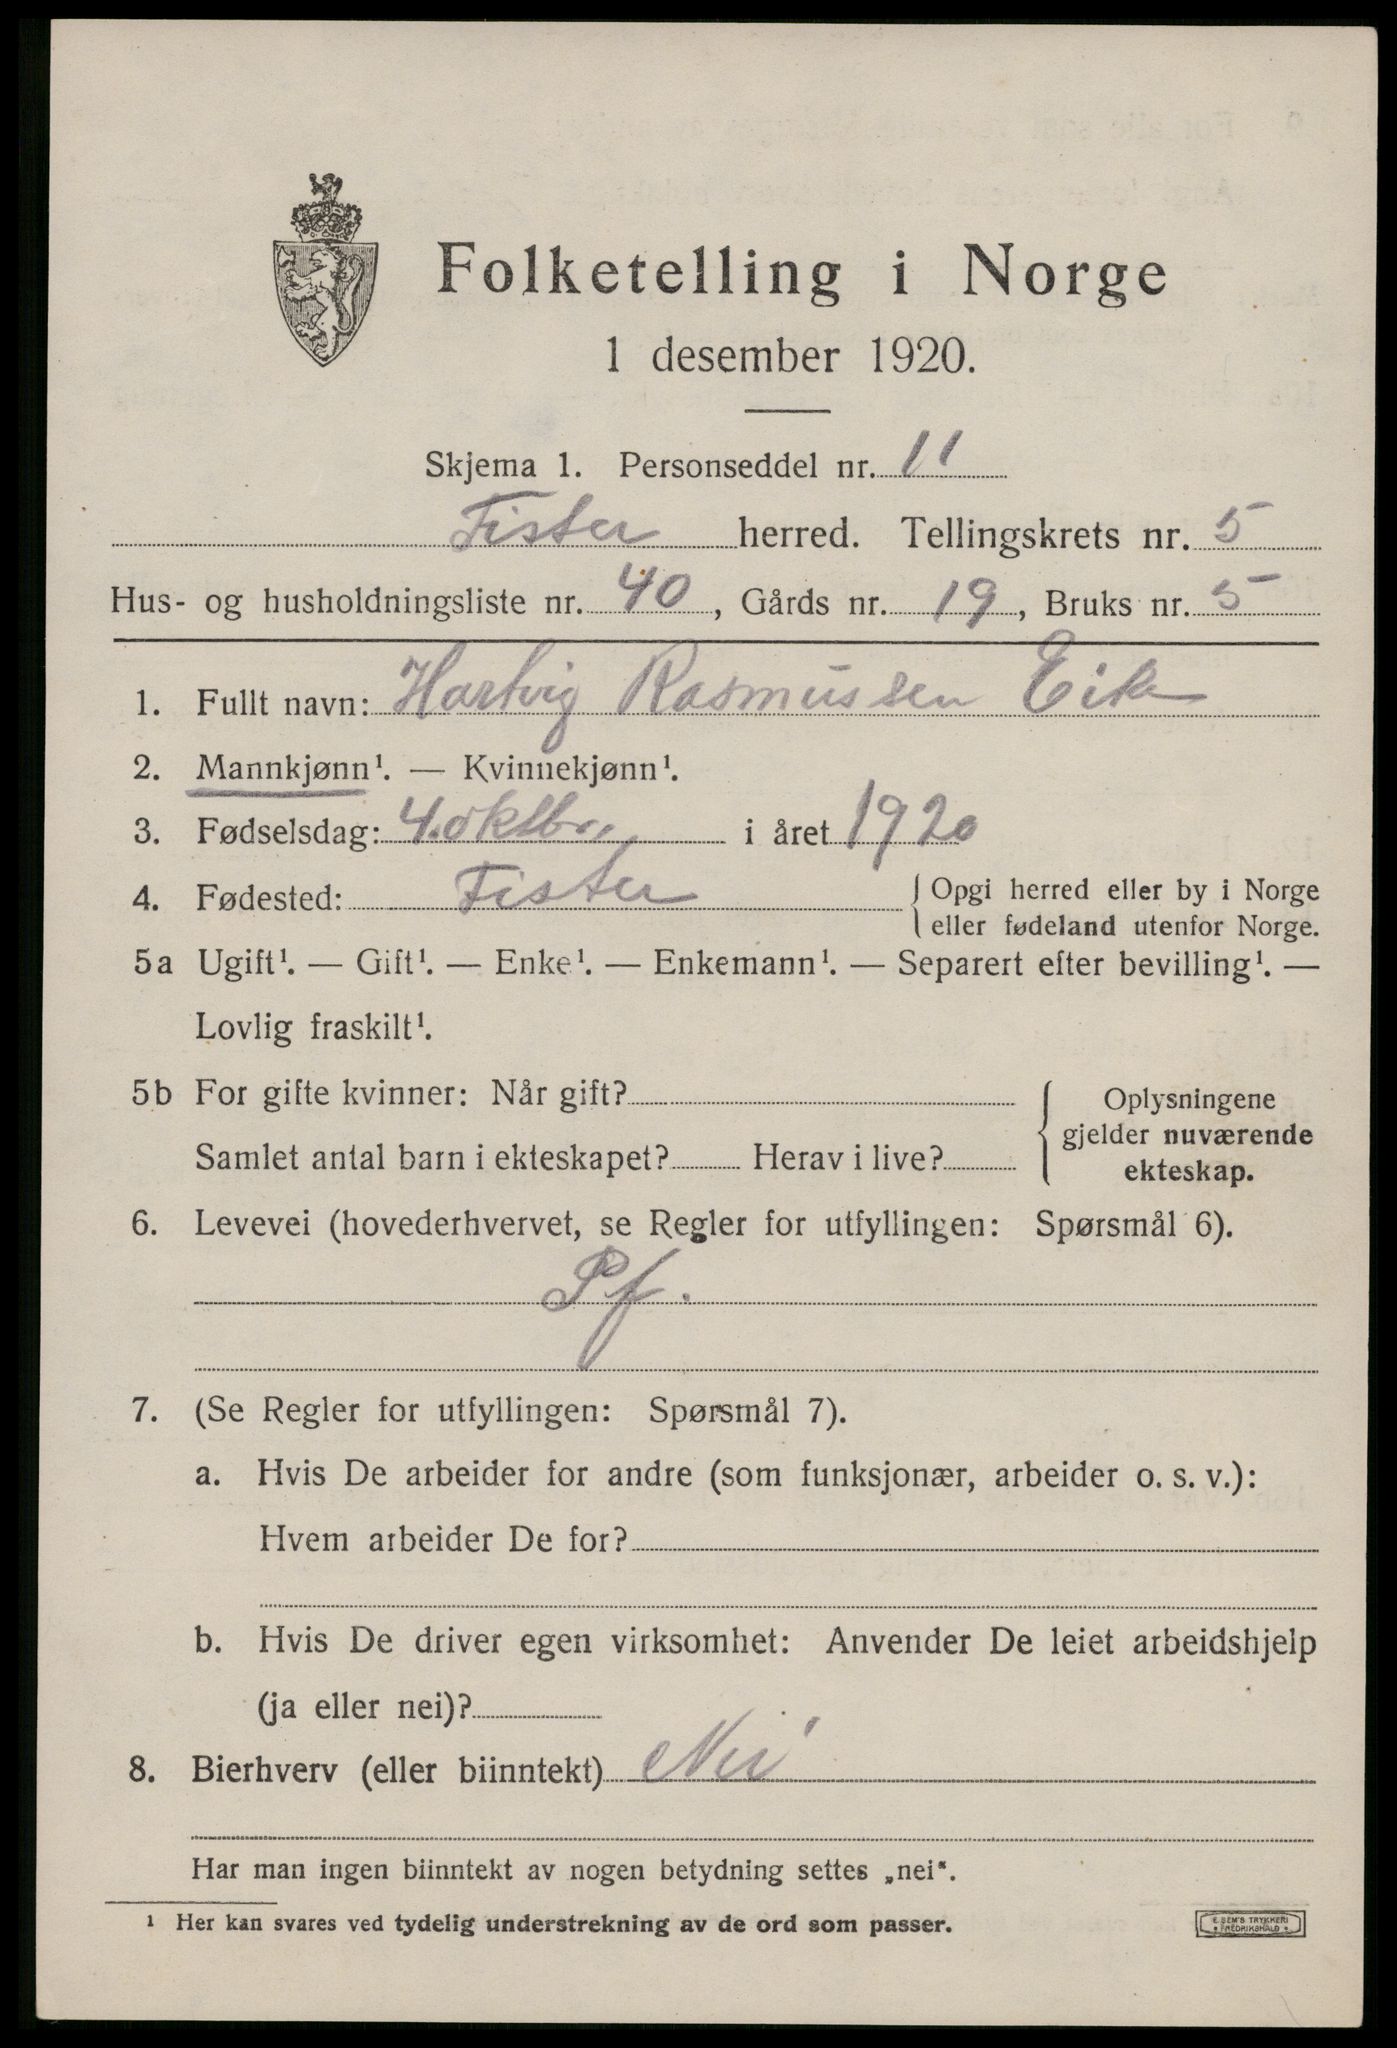 Folketelling i Norge
1 desember 1920.
Skjema 1. Personseddel nr. 11
Fister herred. Tellingskrets nr. 5
Hus- og husholdningsliste nr. 40, Gårds nr. 19, Bruks nr. 5
1. Fullt navn: Hartvig Rasmussen Eike
2. Mannkjønn¹. — Kvinnekjønn¹.
3. Fødselsdag: 4. oktbr. i året 1920
4. Fødested: Fister { Opgi herred eller by i Norge
eller fødeland utenfor Norge.
5a Ugift¹. — Gift¹. — Enke¹. — Enkemann¹. — Separert efter bevilling¹. —
Lovlig fraskilt¹.
5b For gifte kvinner: Når gift?
Samlet antal barn i ekteskapet? Herav i live?
Oplysningene
gjelder nuværende
ekteskap.
6. Levevei (hovederhvervet, se Regler for utfyllingen: Spørsmål 6).
Pf.
7. (Se Regler for utfyllingen: Spørsmål 7).
a. Hvis De arbeider for andre (som funksjonær, arbeider o. s. v.):
Hvem arbeider De for?
b. Hvis De driver egen virksomhet: Anvender De leiet arbeidshjelp
(ja eller nei)?
8. Bierhverv (eller biinntekt) Nei
Har man ingen biinntekt av nogen betydning settes „nei“.
¹ Her kan svares ved tydelig understrekning av de ord som passer.
E. SEM'S TRYKKERI
• FREDRIKSHALD •